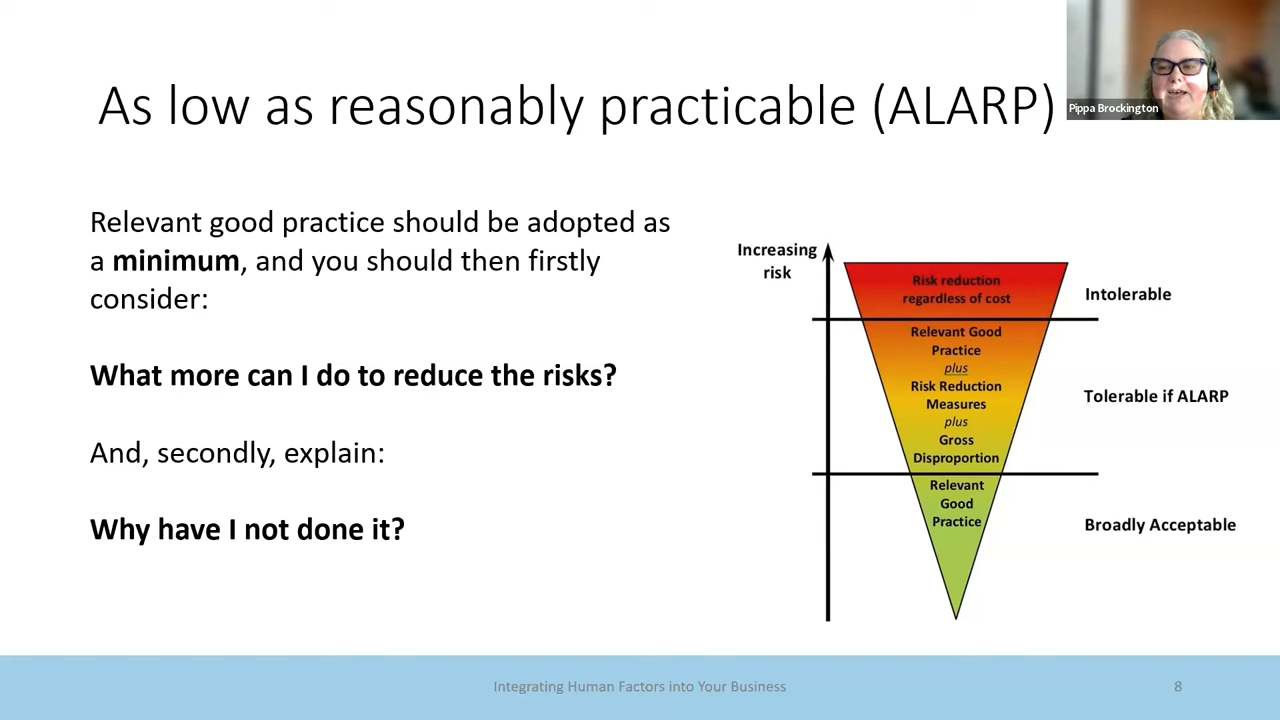 As low as reasonably practicable (ALARP)
Pippa Brockington
Relevant good practice should be adopted as
a minimum, and you should then firstly
consider:
What more can I do to reduce the risks?
And, secondly, explain:
Why have I not done it?
Increasing
risk
Risk reduction
regardless of cost
Intolerable
Relevant Good
Practice
plus
Risk Reduction
Measures
plus
Gross
Disproportion
Tolerable if ALARP
Relevant
Good
Practice
Broadly Acceptable
Integrating Human Factors into Your Business
8